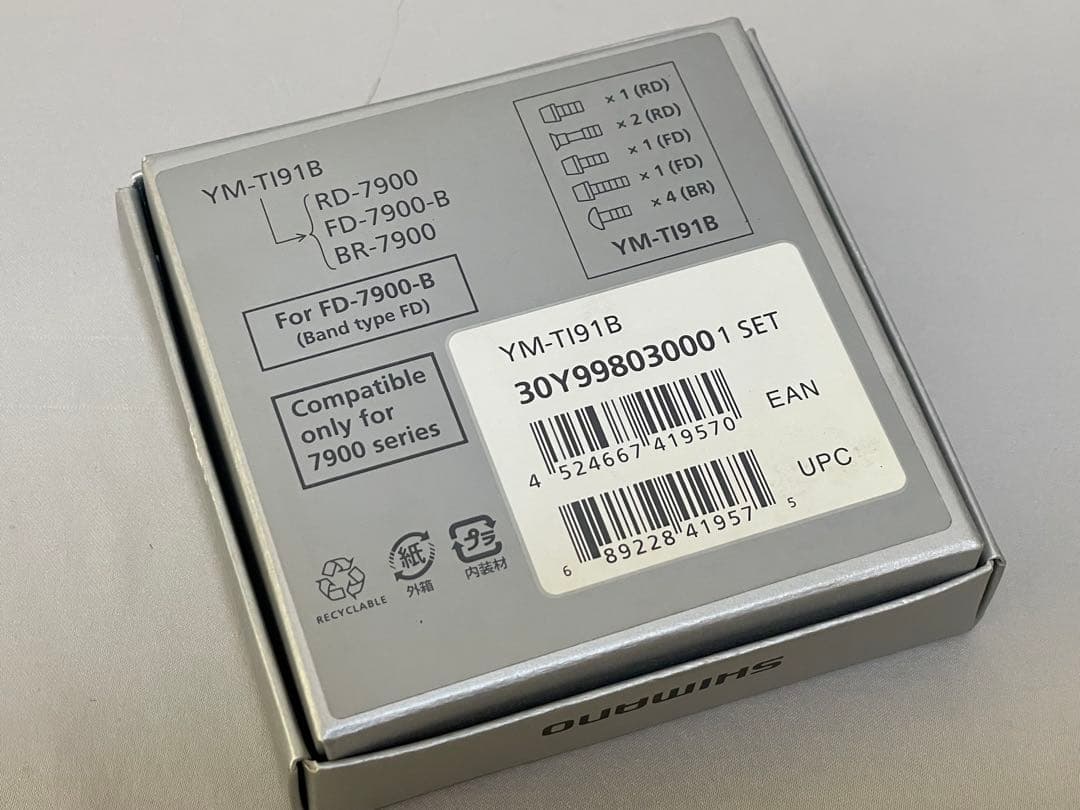 YM-TI91B
RD-7900
FD-7900-B
BR-7900
For FD-7900-B
(Band type FD)
Compatible
only for
7900 series
× 1 (RD)
× 2 (RD)
× 1 (FD)
× 1 (FD)
× 4 (BR)
YM-TI91B
YM-TI91B
30Y99803000 1 SET
EAN
4 524667 419570
UPC
6 89228 41957 5
RECYCLABLE
紙
外箱
プラ
内装材
SHIMANO